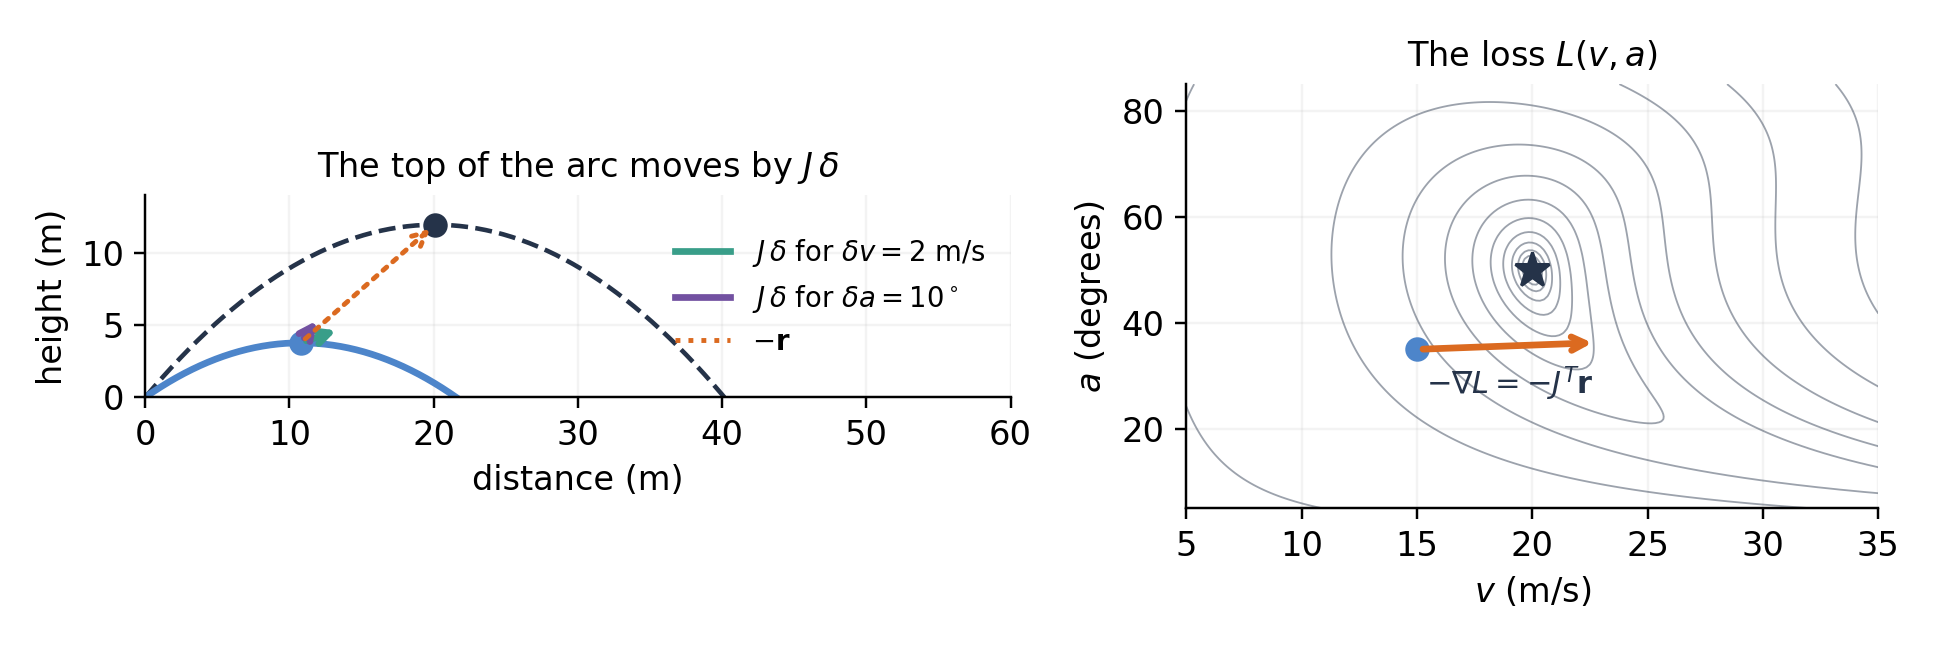 The top of the arc moves by J δ
height (m)
10
5
0
J δ for δv = 2 m/s
J δ for δa = 10°
−r
0 10 20 30 40 50 60
distance (m)
The loss L(v, a)
a (degrees)
80
60
40
20
−∇L = −Jᵀr
5 10 15 20 25 30 35
v (m/s)